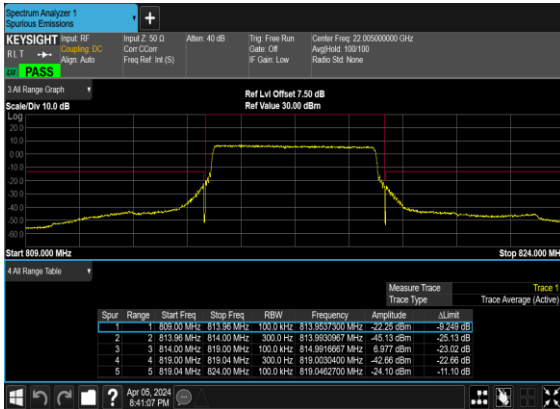 Spectrum Analyzer 1
Spurious Emissions
+
KEYSIGHT Input: RF Input Z: 50 Ω Atten: 40 dB Trig: Free Run Center Freq: 22.005000000 GHz
RLT Coupling: DC Corr CCorr Gate: Off Avg|Hold: 100/100
Align: Auto Freq Ref: Int (S) IF Gain: Low Radio Std: None
PASS
3 All Range Graph Ref Lvl Offset 7.50 dB
Scale/Div 10.0 dB Ref Value 30.00 dBm
Log
20.0
10.0
0.00
-10.0
-20.0
-30.0
-40.0
-50.0
-60.0
Start 809.000 MHz Stop 824.000 MH
4 All Range Table
Measure Trace Trace 1
Trace Type Trace Average (Active)
Spur Range Start Freq Stop Freq RBW Frequency Amplitude ΔLimit
1 1 809.00 MHz 813.96 MHz 100.0 kHz 813.9537300 MHz -22.25 dBm -9.249 dB
2 2 813.96 MHz 814.00 MHz 300.0 Hz 813.9930967 MHz -45.13 dBm -25.13 dB
3 3 814.00 MHz 819.00 MHz 100.0 kHz 814.9916667 MHz 6.977 dBm -23.02 dB
4 4 819.00 MHz 819.04 MHz 300.0 Hz 819.0030400 MHz -42.66 dBm -22.66 dB
5 5 819.04 MHz 824.00 MHz 100.0 kHz 819.0462700 MHz -24.10 dBm -11.10 dB
? Apr 05, 2024
8:41:07 PM